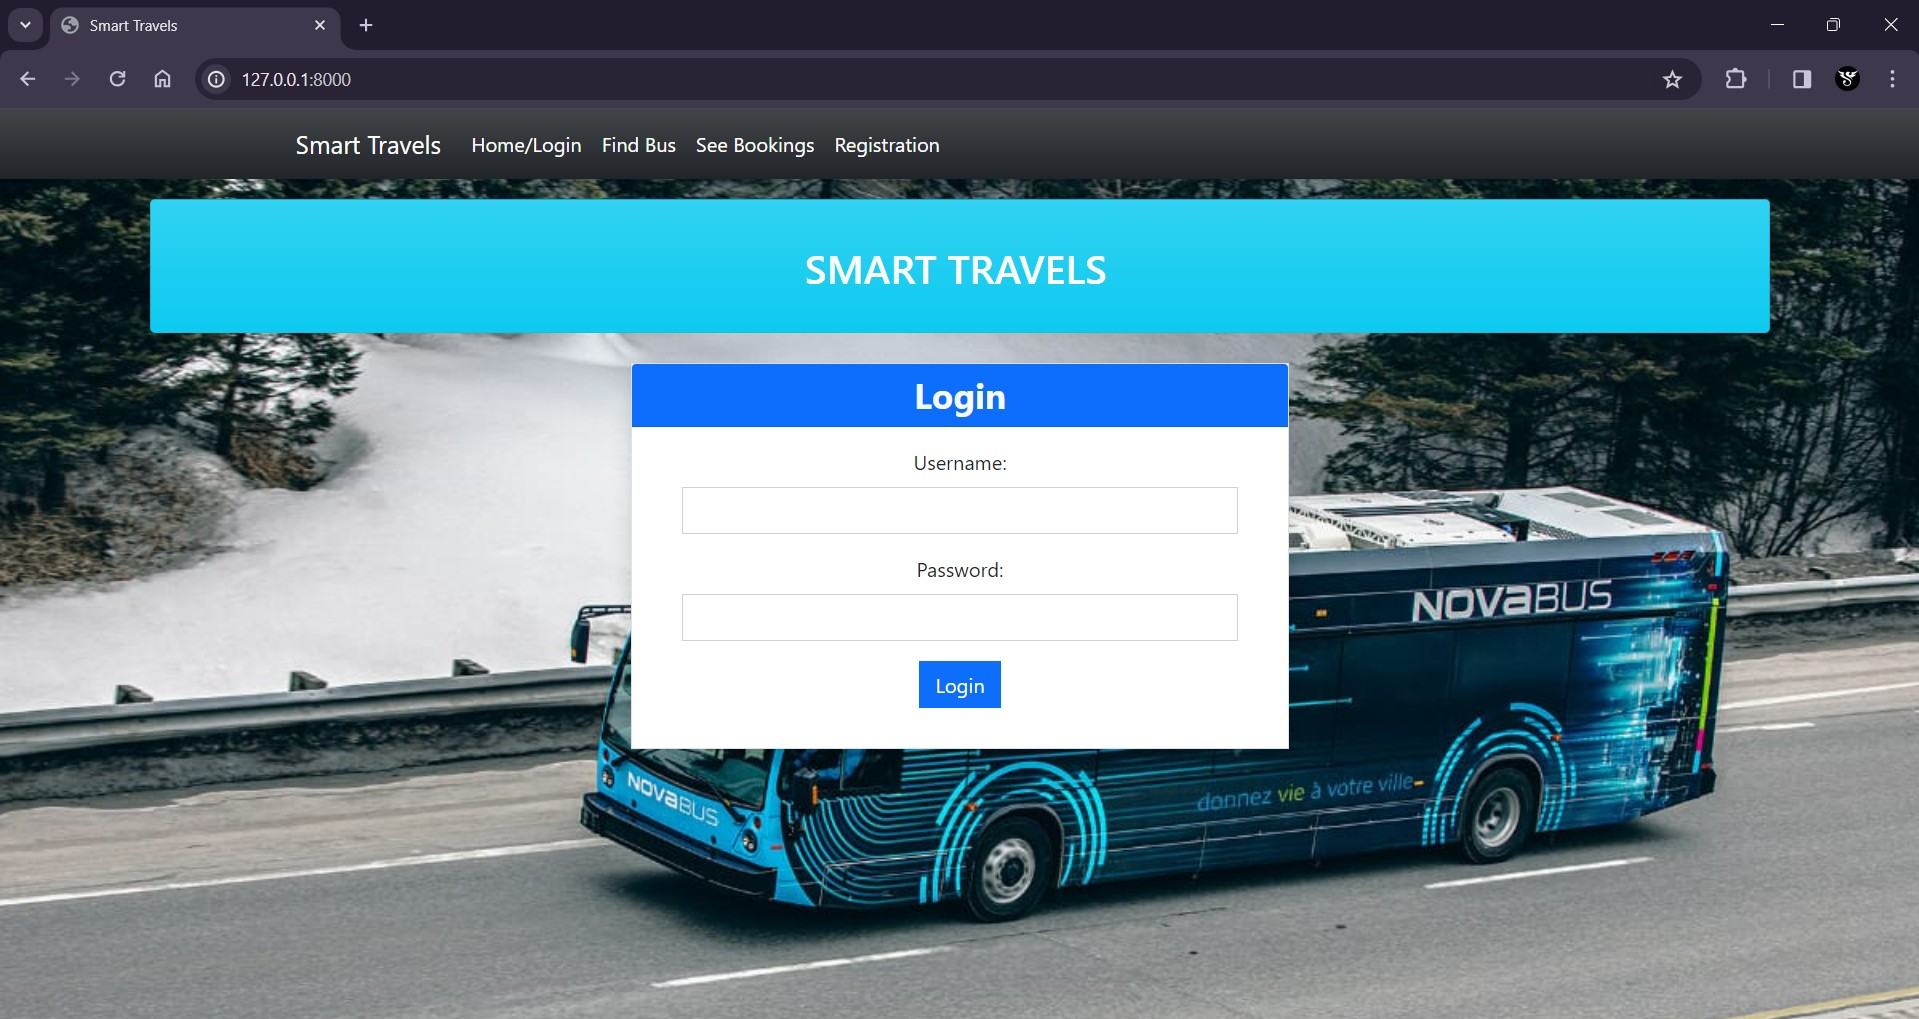 Smart Travels
127.0.0.1:8000
Smart Travels Home/Login Find Bus See Bookings Registration
SMART TRAVELS
Login
Username:
Password:
Login
NOVABUS
NOVABUS
donnez vie à votre ville